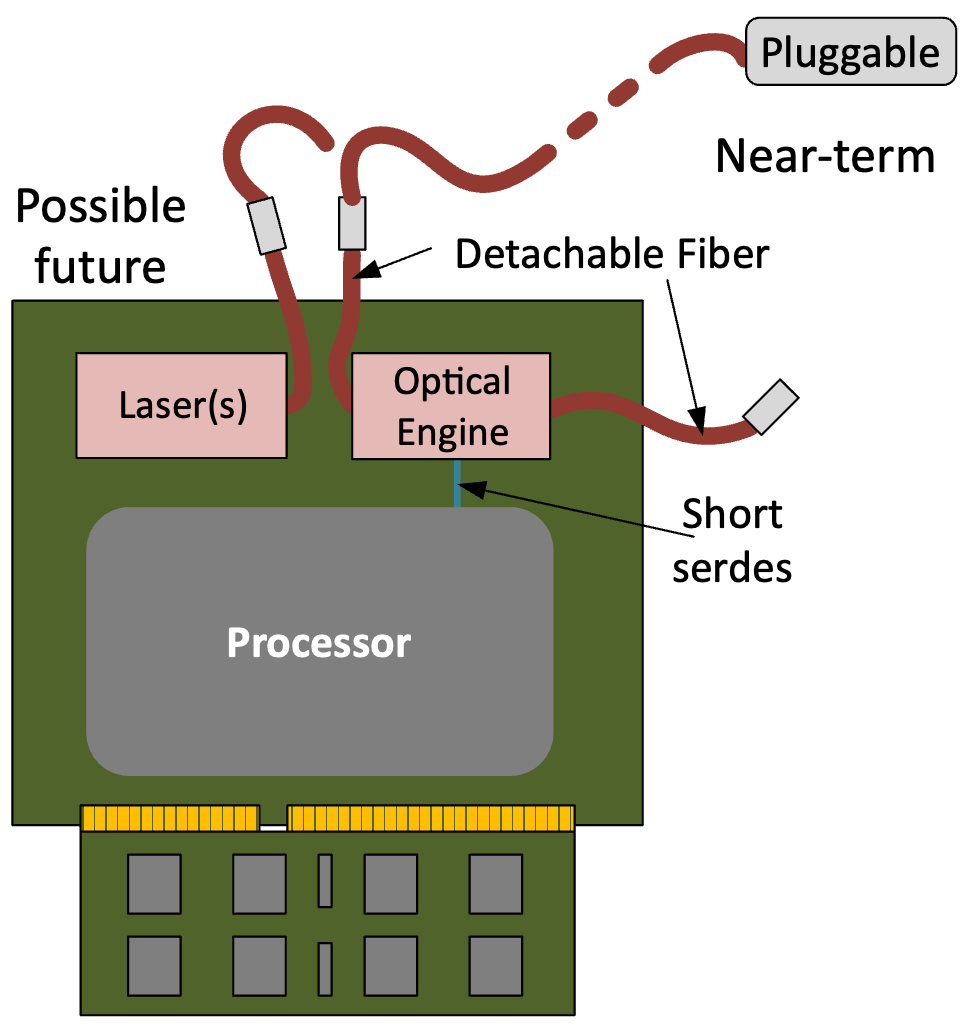 Pluggable
Near-term
Possible
future
Detachable Fiber
Laser(s)
Optical
Engine
Short
serdes
Processor